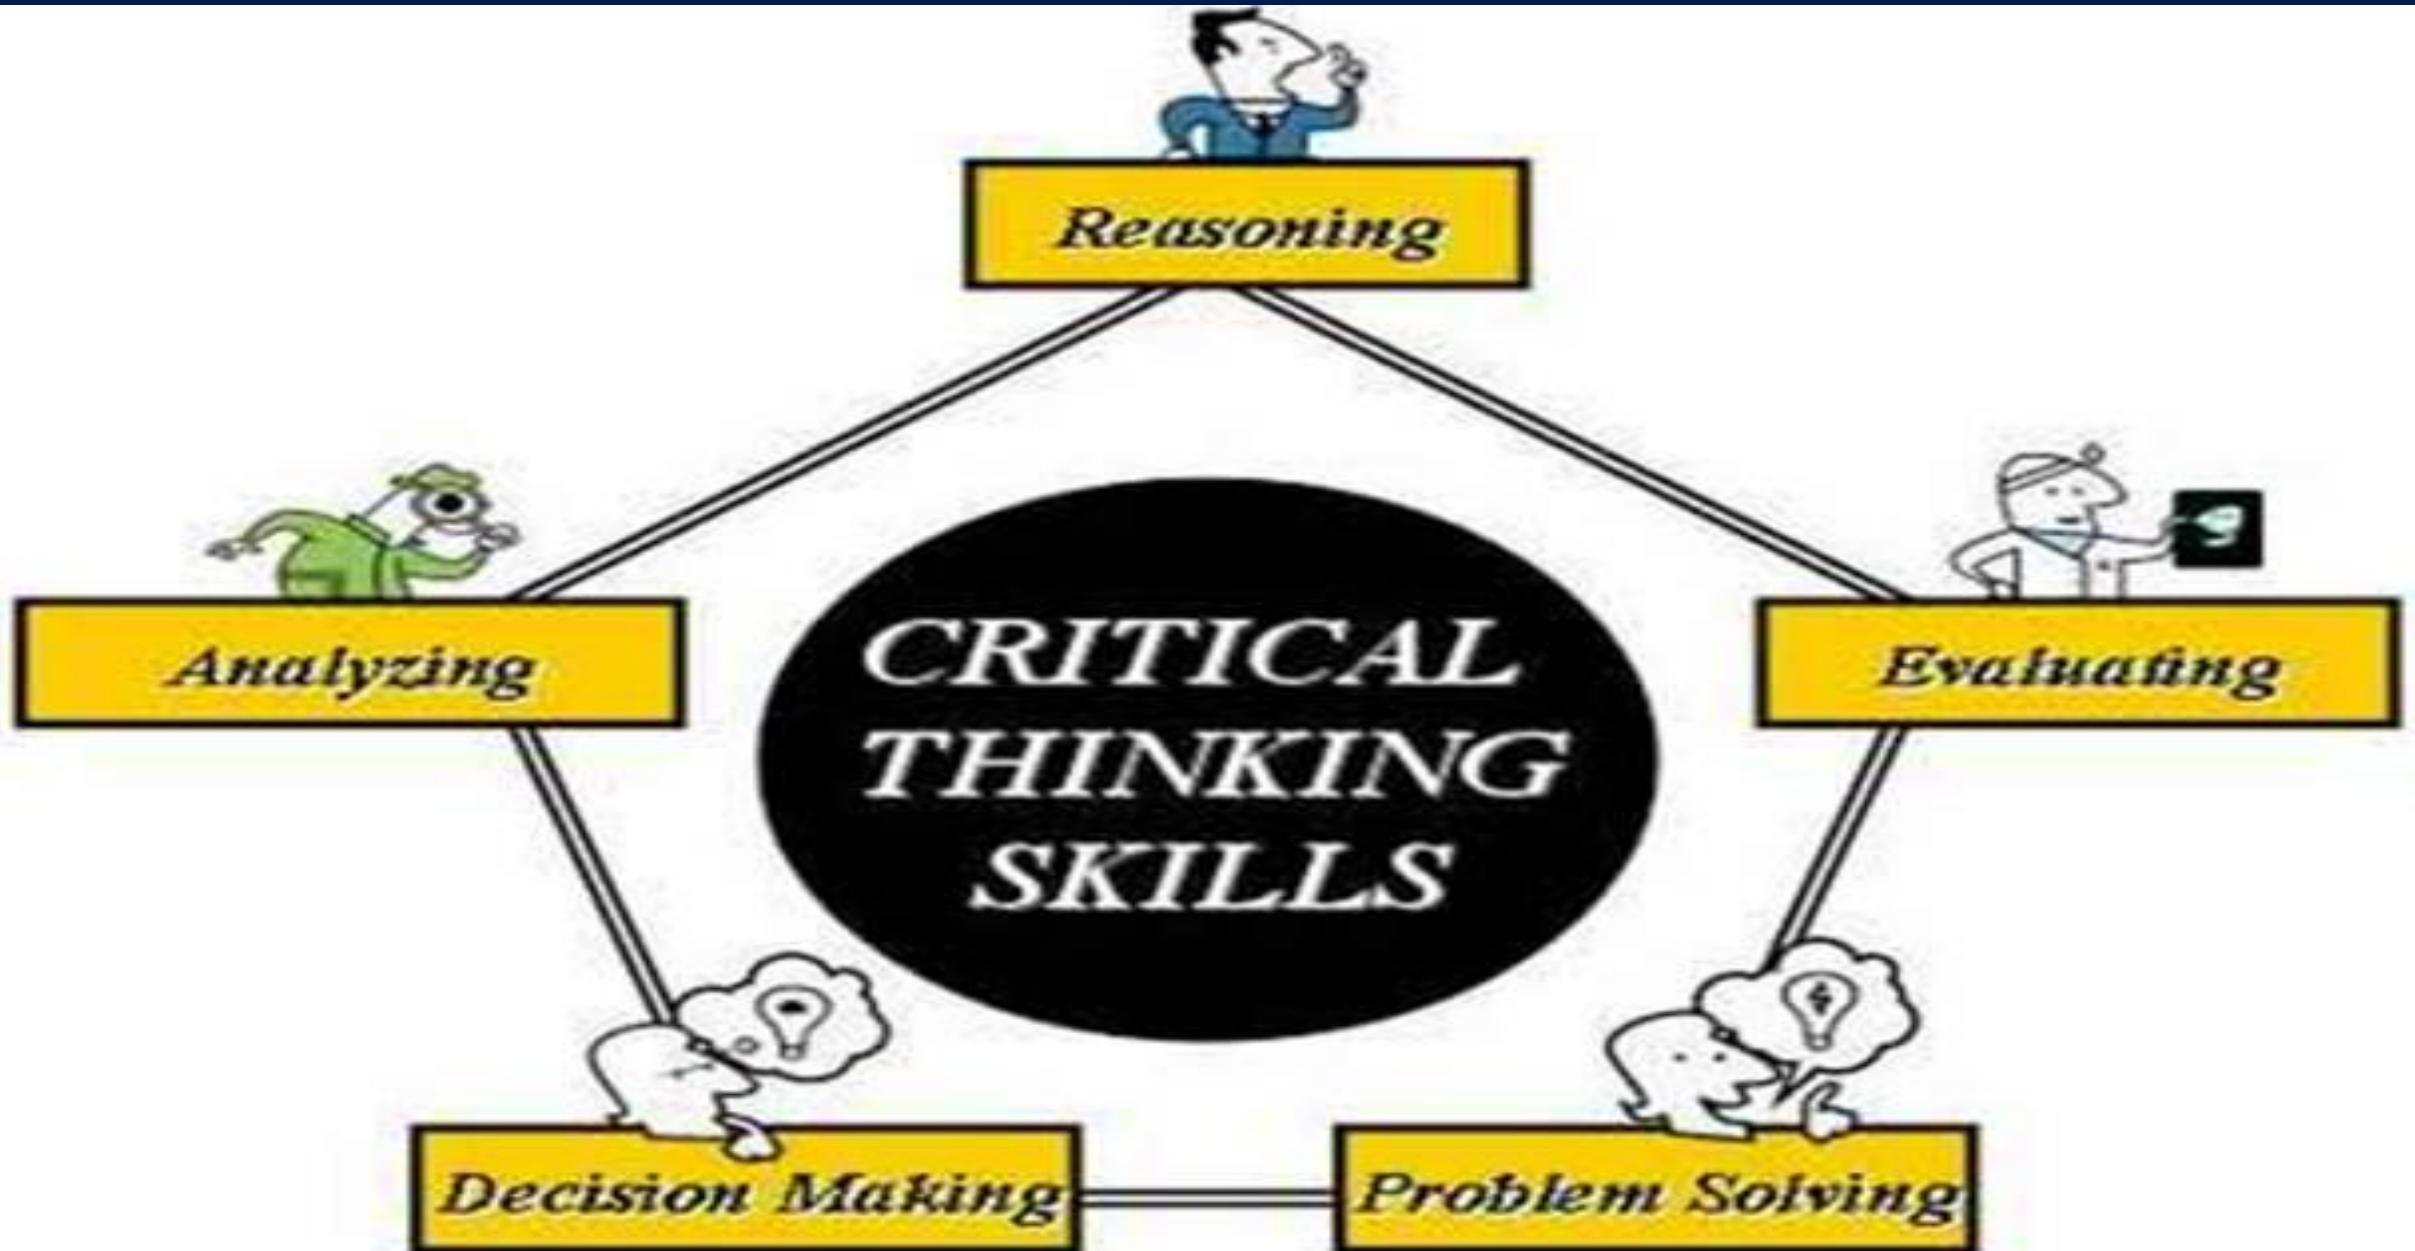 Reasoning
Analyzing
Evaluating
CRITICAL
THINKING
SKILLS
Decision Making
Problem Solving